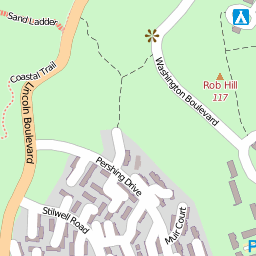 Sand Ladder
Coastal Trail
Lincoln Boulevard
Washington Boulevard
Rob Hill
117
Pershing Drive
Stilwell Road
Muir Court
P